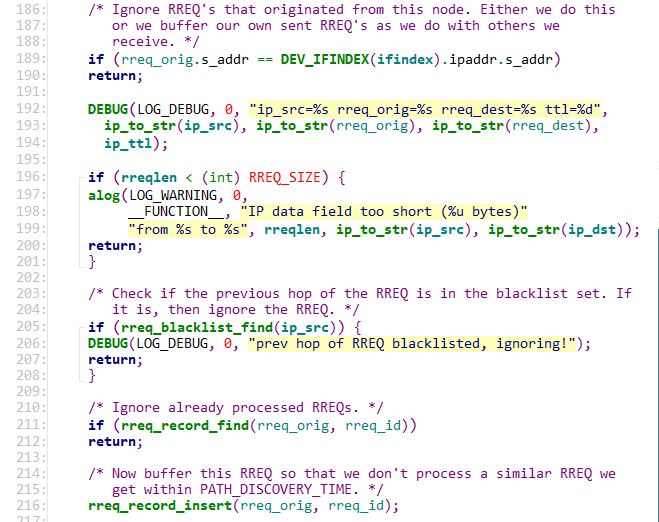 186: /* Ignore RREQ's that originated from this node. Either we do this
187: or we buffer our own sent RREQ's as we do with others we
188: receive. */
189: if (rreq_orig.s_addr == DEV_IFINDEX(ifindex).ipaddr.s_addr)
190: return;
191:
192: DEBUG(LOG_DEBUG, 0, "ip_src=%s rreq_orig=%s rreq_dest=%s ttl=%d",
193: ip_to_str(ip_src), ip_to_str(rreq_orig), ip_to_str(rreq_dest),
194: ip_ttl);
195:
196: if (rreqlen < (int) RREQ_SIZE) {
197: alog(LOG_WARNING, 0,
198: __FUNCTION__, "IP data field too short (%u bytes)"
199: "from %s to %s", rreqlen, ip_to_str(ip_src), ip_to_str(ip_dst));
200: return;
201: }
202:
203: /* Check if the previous hop of the RREQ is in the blacklist set. If
204: it is, then ignore the RREQ. */
205: if (rreq_blacklist_find(ip_src)) {
206: DEBUG(LOG_DEBUG, 0, "prev hop of RREQ blacklisted, ignoring!");
207: return;
208: }
209:
210: /* Ignore already processed RREQs. */
211: if (rreq_record_find(rreq_orig, rreq_id))
212: return;
213:
214: /* Now buffer this RREQ so that we don't process a similar RREQ we
215: get within PATH_DISCOVERY_TIME. */
216: rreq_record_insert(rreq_orig, rreq_id);